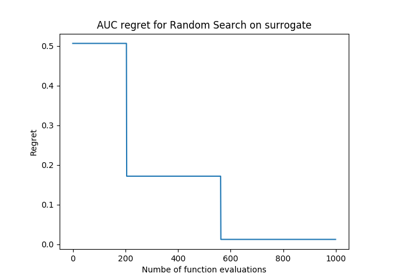 AUC regret for Random Search on surrogate
0.5
0.4
0.3
0.2
0.1
0.0
Regret
0 200 400 600 800 1000
Numbe of function evaluations